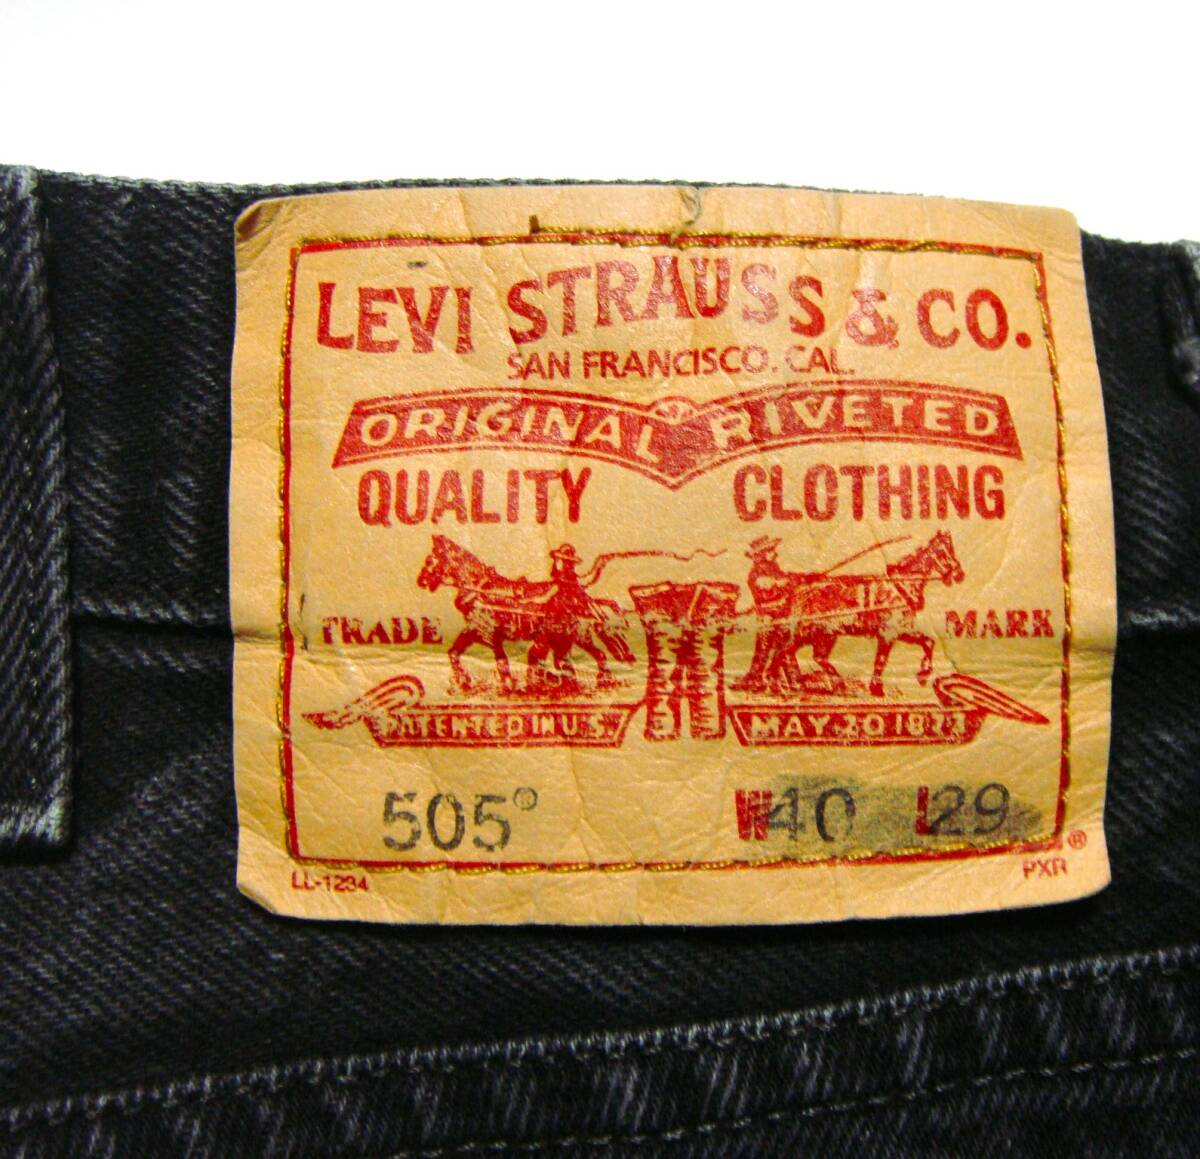 LEVI STRAUSS & CO.
SAN FRANCISCO, CAL.
ORIGINAL RIVETED
QUALITY CLOTHING
TRADE MARK
PATENTED IN U.S. MAY 20 1873
505® W40 L29
®
LL-1234 PXR